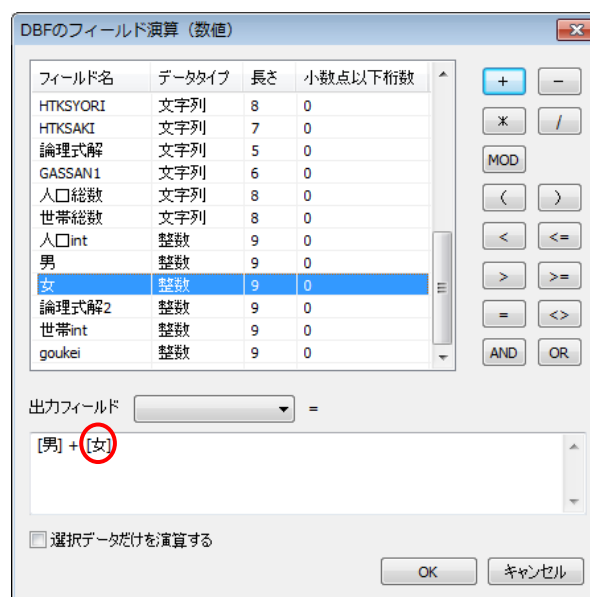 DBFのフィールド演算（数値）
フィールド名 データタイプ 長さ 小数点以下桁数
HTKSYORI 文字列 8 0
HTKSAKI 文字列 7 0
論理式解 文字列 5 0
GASSAN1 文字列 6 0
人口総数 文字列 8 0
世帯総数 文字列 8 0
人口int 整数 9 0
男 整数 9 0
女 整数 9 0
論理式解2 整数 9 0
世帯int 整数 9 0
goukei 整数 9 0
+ -
* /
MOD
( )
< <=
> >=
= <>
AND OR
出力フィールド =
[男] + [女]
選択データだけを演算する
OK キャンセル